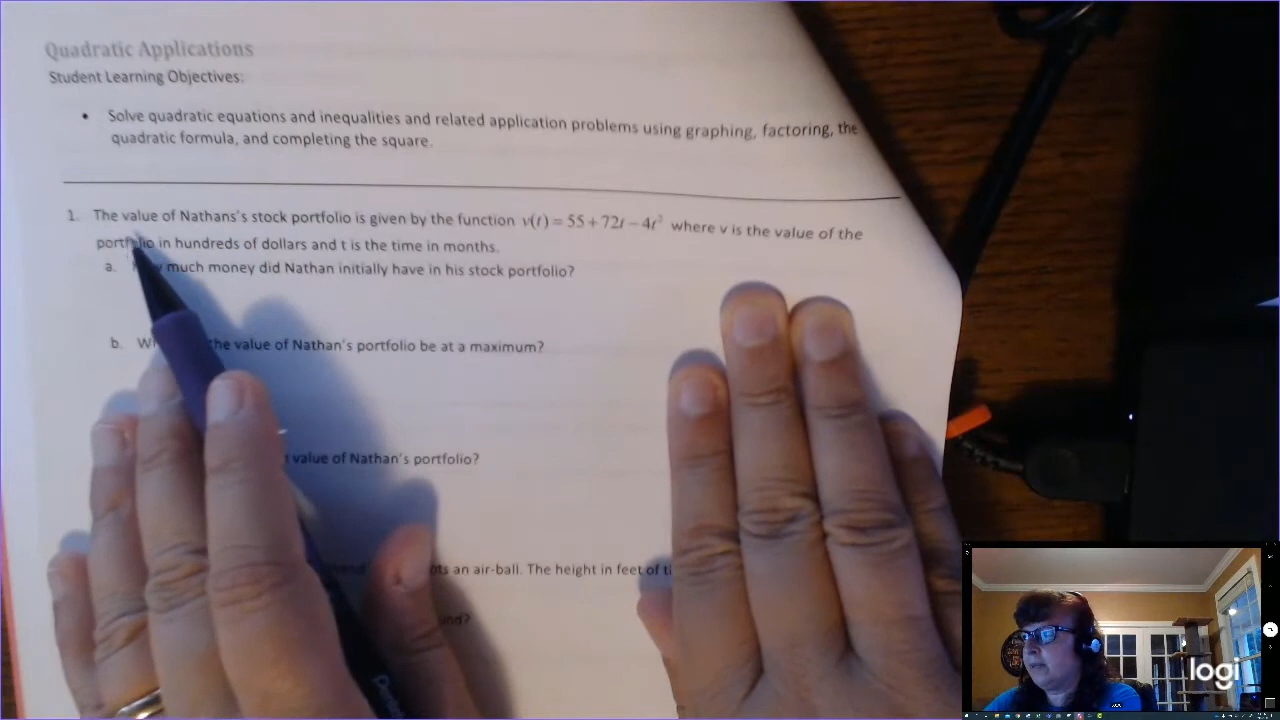 Quadratic Applications
Student Learning Objectives:
• Solve quadratic equations and inequalities and related application problems using graphing, factoring, the
quadratic formula, and completing the square.
1. The value of Nathans's stock portfolio is given by the function v(t) = 55 + 72t − 4t² where v is the value of the
portfolio in hundreds of dollars and t is the time in months.
a. much money did Nathan initially have in his stock portfolio?
b. the value of Nathan's portfolio be at a maximum?
value of Nathan's portfolio?
an air-ball. The height in feet of
logi